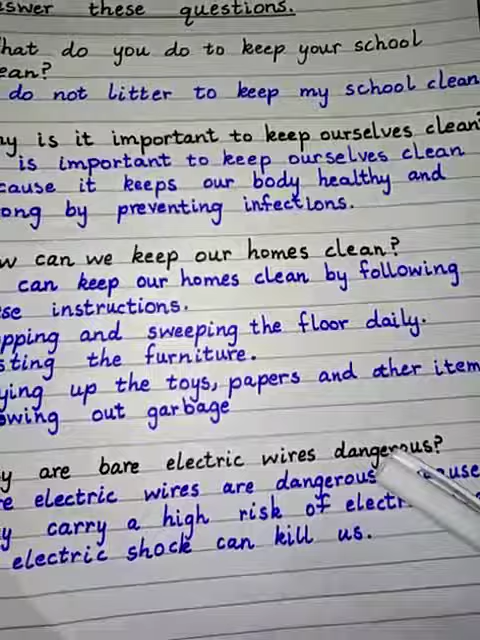 nswer these questions.
hat do you do to keep your school
ean?
do not litter to keep my school clean
y is it important to keep ourselves clean?
is important to keep ourselves clean
cause it keeps our body healthy and
ong by preventing infections.
w can we keep our homes clean?
can keep our homes clean by following
se instructions.
pping and sweeping the floor daily.
sting the furniture.
ying up the toys, papers and other item
owing out garbage
y are bare electric wires dangerous?
e electric wires are dangerous
y carry a high risk of electr
electric shock can kill us.